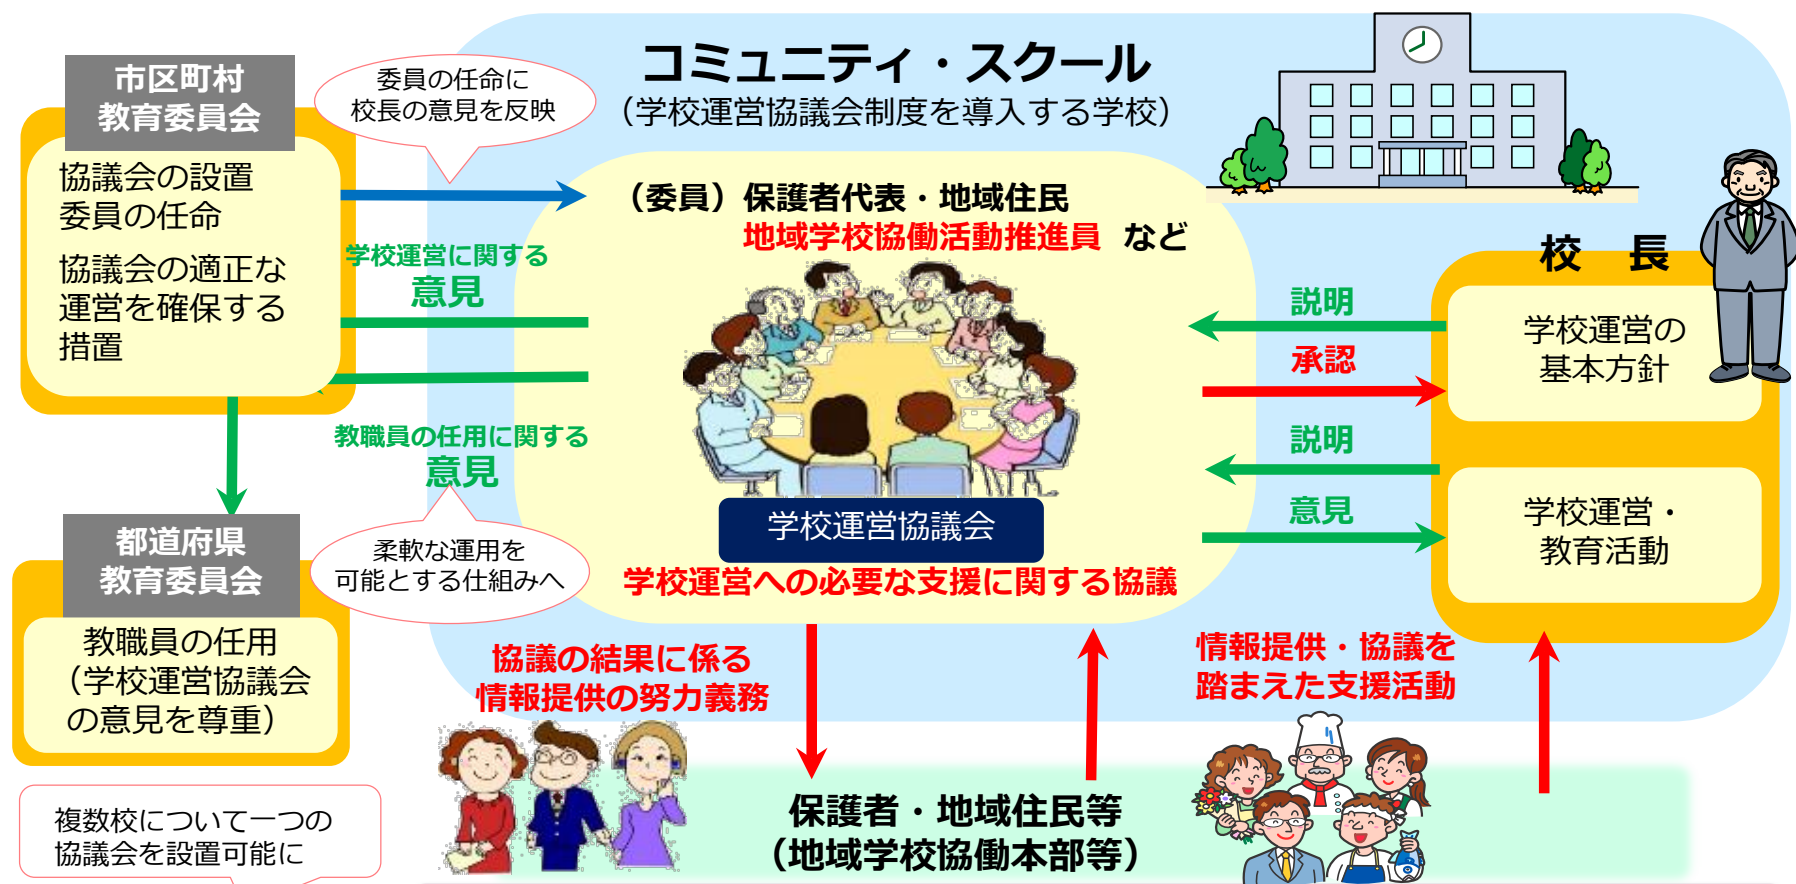 コミュニティ・スクール
（学校運営協議会制度を導入する学校）
市区町村
教育委員会
委員の任命に
校長の意見を反映
協議会の設置
委員の任命
協議会の適正な
運営を確保する
措置
（委員）保護者代表・地域住民
地域学校協働活動推進員 など
学校運営に関する
意見
教職員の任用に関する
意見
柔軟な運用を
可能とする仕組みへ
学校運営協議会
学校運営への必要な支援に関する協議
校 長
説明
承認
学校運営の
基本方針
説明
意見
学校運営・
教育活動
都道府県
教育委員会
教職員の任用
（学校運営協議会
の意見を尊重）
協議の結果に係る
情報提供の努力義務
情報提供・協議を
踏まえた支援活動
複数校について一つの
協議会を設置可能に
保護者・地域住民等
（地域学校協働本部等）